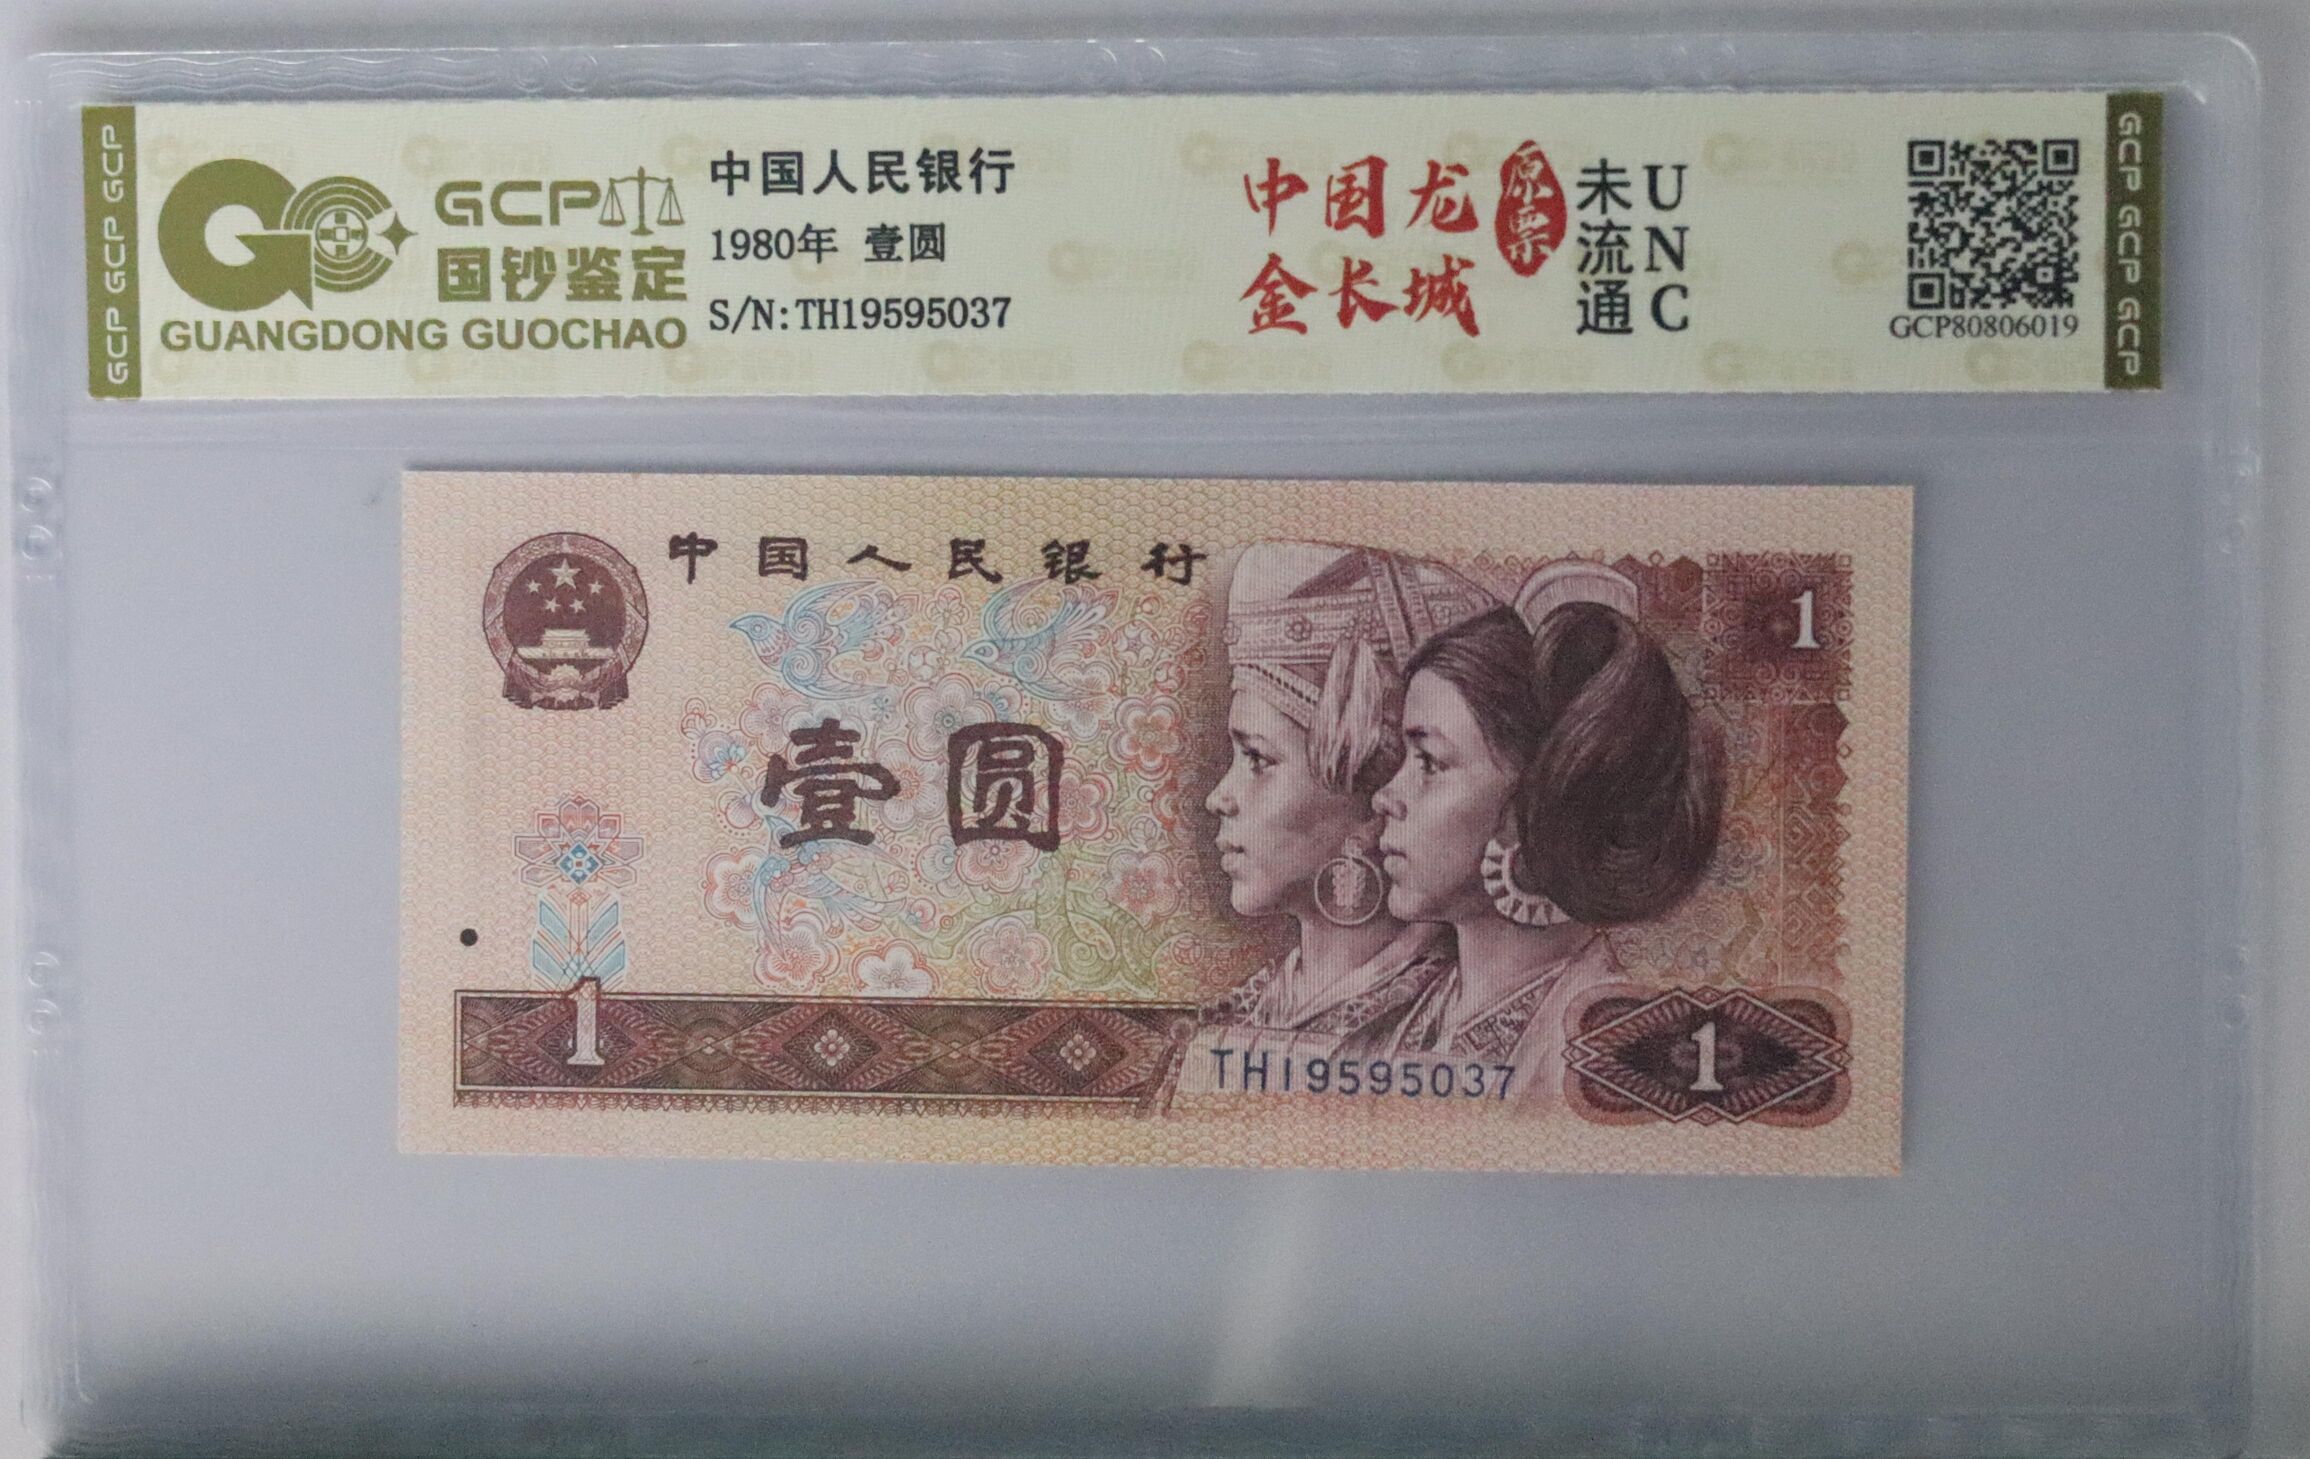 GCP GCP GCP
GCP
国钞鉴定
GUANGDONG GUOCHAO
中国人民银行
1980年 壹圆
S/N:TH19595037
中国龙
金长城
原票
未流通
UNC
GCP80806019
GCP GCP GCP
中国人民银行
1
壹圆
1
TH19595037
1